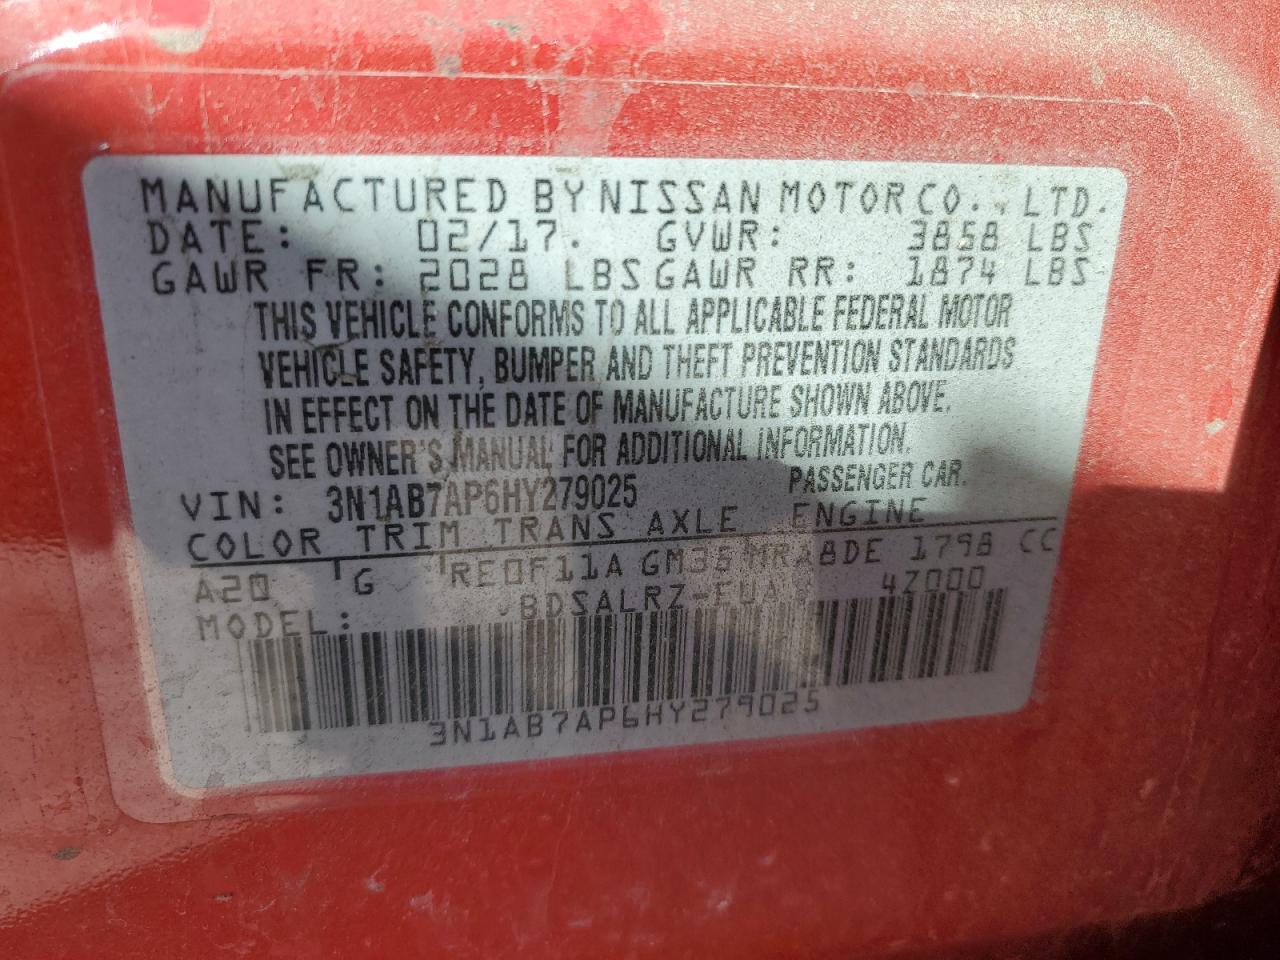 MANUFACTURED BY NISSAN MOTOR CO., LTD.
DATE: 02/17. GVWR: 3858 LBS
GAWR FR: 2028 LBS GAWR RR: 1874 LBS
THIS VEHICLE CONFORMS TO ALL APPLICABLE FEDERAL MOTOR
VEHICLE SAFETY, BUMPER AND THEFT PREVENTION STANDARDS
IN EFFECT ON THE DATE OF MANUFACTURE SHOWN ABOVE.
SEE OWNER'S MANUAL FOR ADDITIONAL INFORMATION.
VIN: 3N1AB7AP6HY279025 PASSENGER CAR.
COLOR TRIM TRANS AXLE ENGINE
A20 G RE0F11A GM35 MRA8DE 1798 CC
MODEL: 4Z000
3N1AB7AP6HY279025